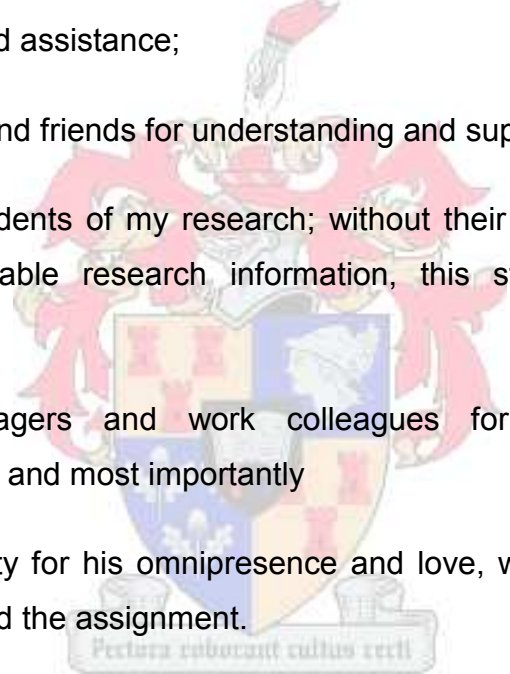 d assistance;
nd friends for understanding and sup
dents of my research; without their
able research information, this s
agers and work colleagues for
and most importantly
ty for his omnipresence and love, w
d the assignment.
Pectora roborant cultus recti